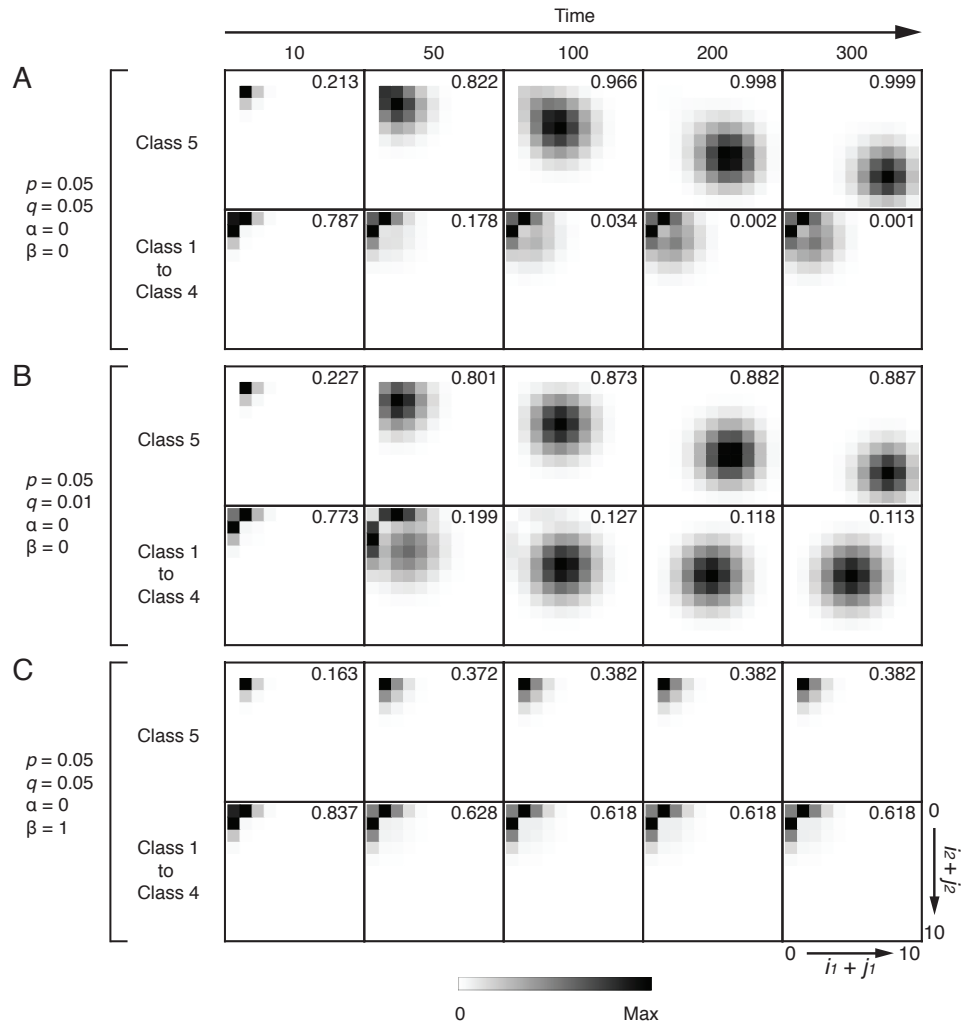 Time
10 50 100 200 300
A
p = 0.05
q = 0.05
α = 0
β = 0
Class 5
0.213 0.822 0.966 0.998 0.999
Class 1
to
Class 4
0.787 0.178 0.034 0.002 0.001
B
p = 0.05
q = 0.01
α = 0
β = 0
Class 5
0.227 0.801 0.873 0.882 0.887
Class 1
to
Class 4
0.773 0.199 0.127 0.118 0.113
C
p = 0.05
q = 0.05
α = 0
β = 1
Class 5
0.163 0.372 0.382 0.382 0.382
Class 1
to
Class 4
0.837 0.628 0.618 0.618 0.618
0
i2 + j2
10
0 10
i1 + j1
0 Max